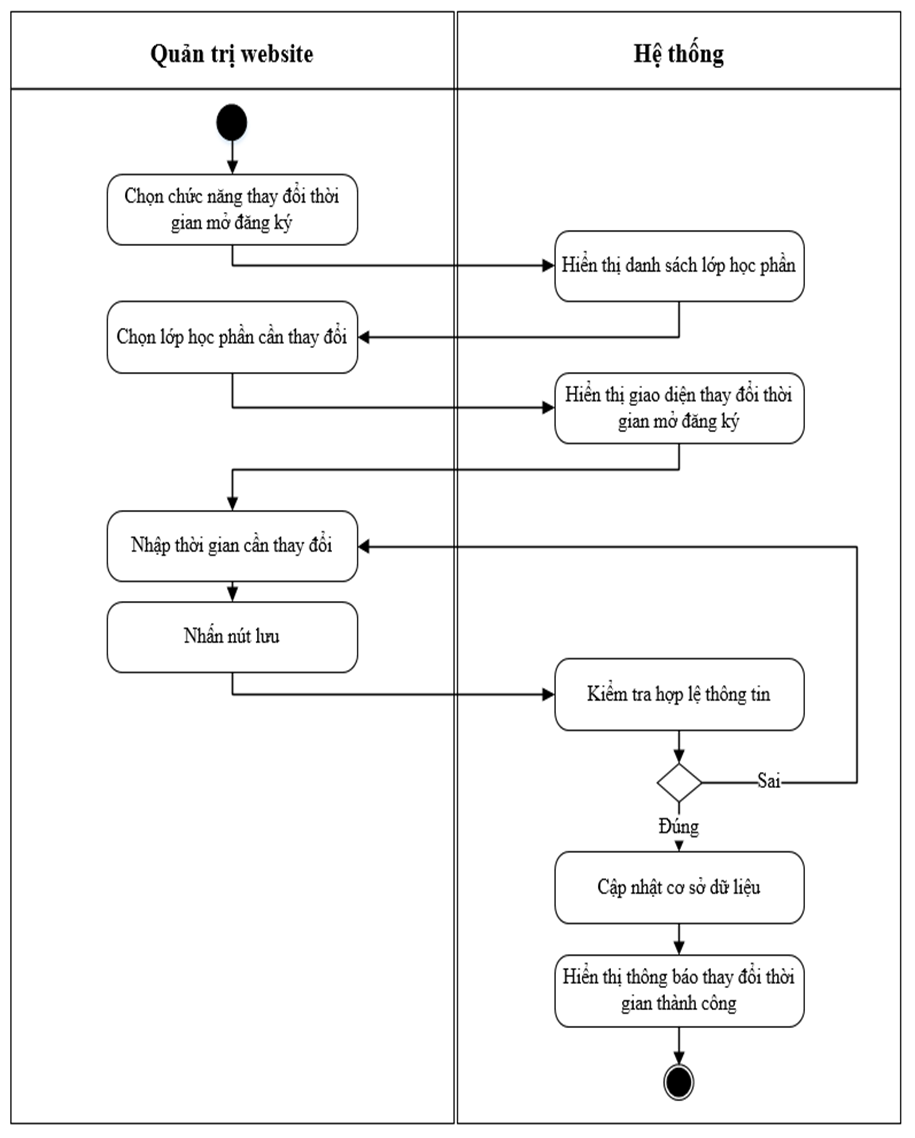 Quản trị website
Hệ thống
Chọn chức năng thay đổi thời
gian mở đăng ký
Hiển thị danh sách lớp học phần
Chọn lớp học phần cần thay đổi
Hiển thị giao diện thay đổi thời
gian mở đăng ký
Nhập thời gian cần thay đổi
Nhấn nút lưu
Kiểm tra hợp lệ thông tin
Sai
Đúng
Cập nhật cơ sở dữ liệu
Hiển thị thông báo thay đổi thời
gian thành công